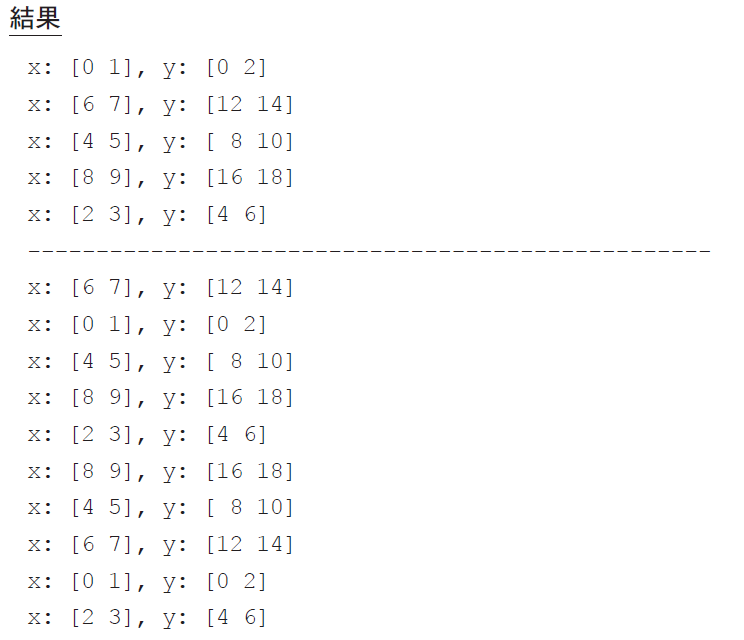 結果
x: [0 1], y: [0 2]
x: [6 7], y: [12 14]
x: [4 5], y: [ 8 10]
x: [8 9], y: [16 18]
x: [2 3], y: [4 6]
---------------------------------------------------
x: [6 7], y: [12 14]
x: [0 1], y: [0 2]
x: [4 5], y: [ 8 10]
x: [8 9], y: [16 18]
x: [2 3], y: [4 6]
x: [8 9], y: [16 18]
x: [4 5], y: [ 8 10]
x: [6 7], y: [12 14]
x: [0 1], y: [0 2]
x: [2 3], y: [4 6]